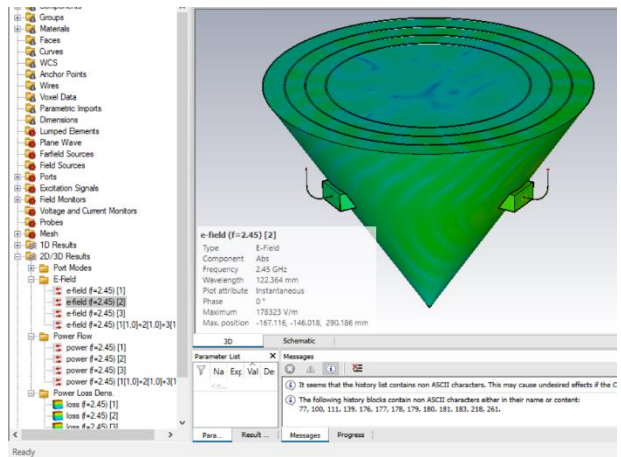 Components
Groups
Materials
Faces
Curves
WCS
Anchor Points
Wires
Voxel Data
Parametric Imports
Dimensions
Lumped Elements
Plane Wave
Farfield Sources
Field Sources
Ports
Excitation Signals
Field Monitors
Voltage and Current Monitors
Probes
Mesh
1D Results
2D/3D Results
Port Modes
E-Field
e-field (f=2.45) [1]
e-field (f=2.45) [2]
e-field (f=2.45) [3]
e-field (f=2.45) [1[1,0]+2[1,0]+3[1
Power Flow
power (f=2.45) [1]
power (f=2.45) [2]
power (f=2.45) [3]
power (f=2.45) [1[1,0]+2[1,0]+3[1
Power Loss Dens.
loss (f=2.45) [1]
loss (f=2.45) [2]
loss (f=2.45) [3]
Ready
e-field (f=2.45) [2]
Type E-Field
Component Abs
Frequency 2.45 GHz
Wavelength 122.364 mm
Plot attribute Instantaneous
Phase 0 °
Maximum 178323 V/m
Max. position -167.116, -146.018, 290.186 mm
3D Schematic
Parameter List X
Na Exp Val De
Para... Result ...
Messages
It seems that the history list contains non ASCII characters. This may cause undesired effects if the C
The following history blocks contain non ASCII characters either in their name or content:
77, 100, 111, 139, 176, 177, 178, 179, 180, 181, 183, 218, 261,
Messages Progress